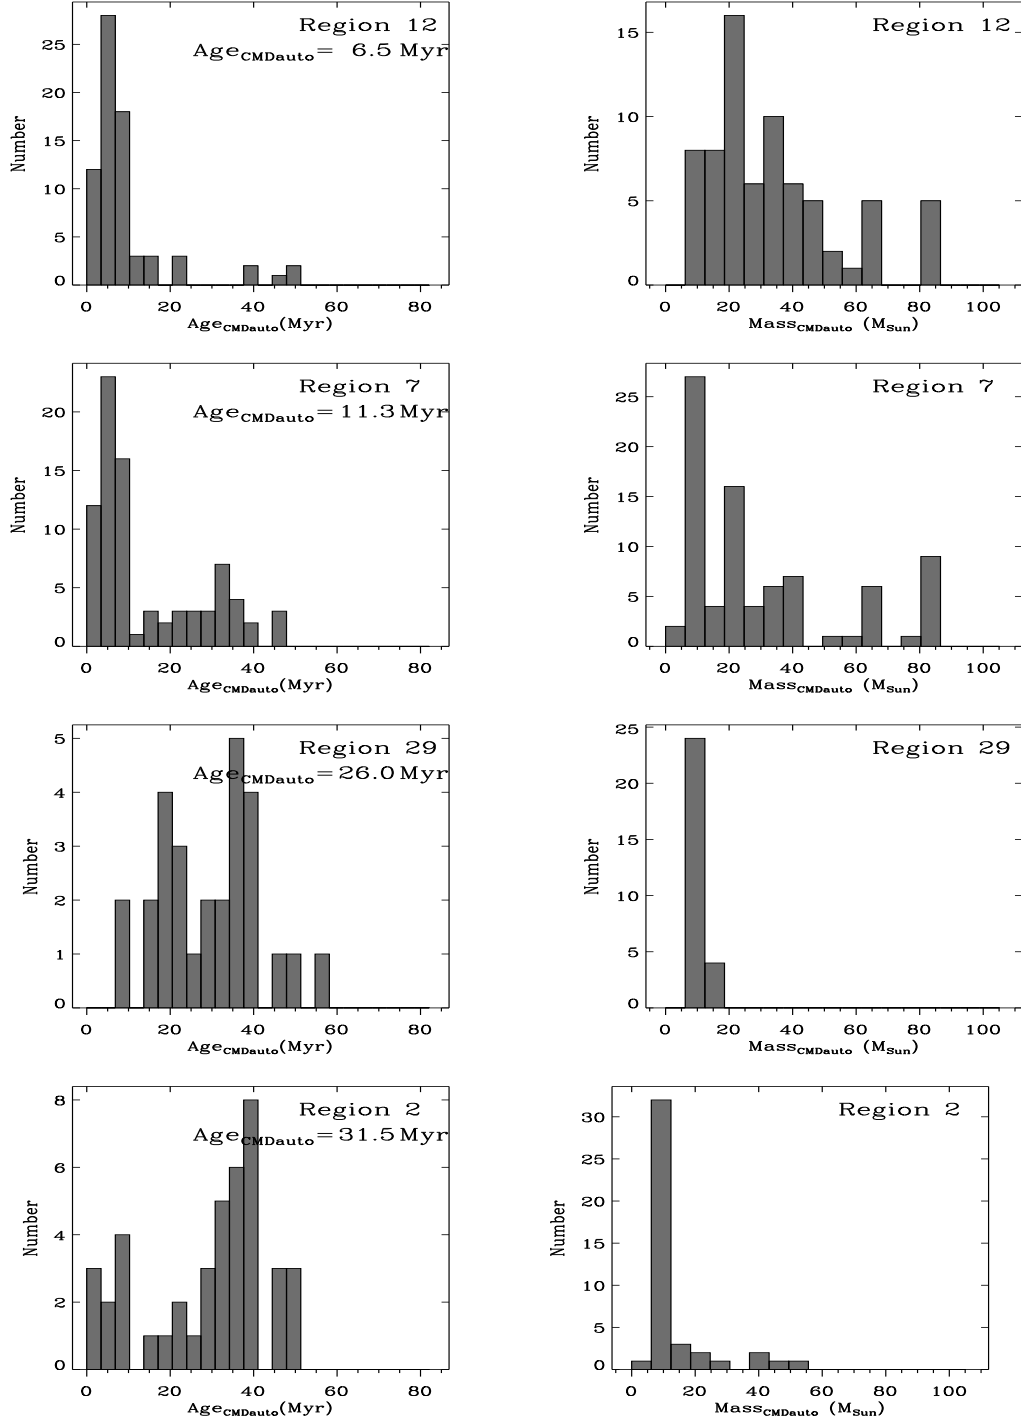 Region 12
Age_CMDauto= 6.5 Myr
25
20
15
10
5
0
Number
0 20 40 60 80
Age_CMDauto(Myr)
Region 12
15
10
5
0
Number
0 20 40 60 80 100
Mass_CMDauto (M_Sun)
Region 7
Age_CMDauto=11.3 Myr
20
15
10
5
0
Number
0 20 40 60 80
Age_CMDauto(Myr)
Region 7
25
20
15
10
5
0
Number
0 20 40 60 80 100
Mass_CMDauto (M_Sun)
Region 29
Age_CMDauto=26.0 Myr
5
4
3
2
1
0
Number
0 20 40 60 80
Age_CMDauto(Myr)
Region 29
25
20
15
10
5
0
Number
0 20 40 60 80 100
Mass_CMDauto (M_Sun)
Region 2
Age_CMDauto=31.5 Myr
8
6
4
2
0
Number
0 20 40 60 80
Age_CMDauto(Myr)
Region 2
30
25
20
15
10
5
0
Number
0 20 40 60 80 100
Mass_CMDauto (M_Sun)